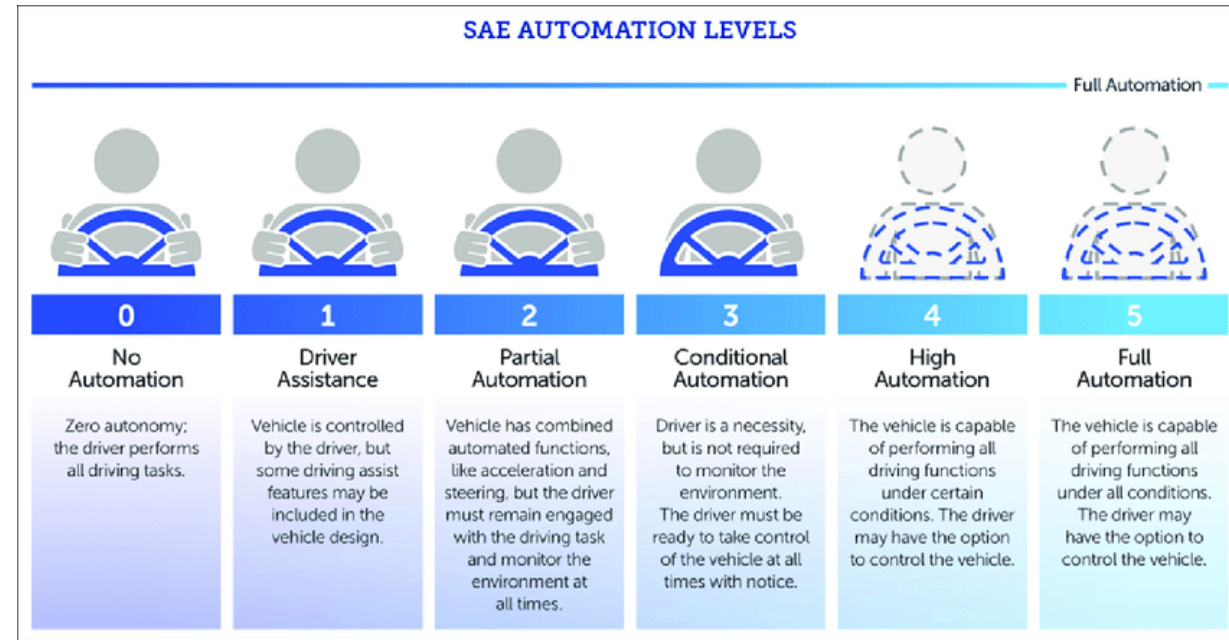 SAE AUTOMATION LEVELS
Full Automation
0
No
Automation
Zero autonomy;
the driver performs
all driving tasks.
1
Driver
Assistance
Vehicle is controlled
by the driver, but
some driving assist
features may be
included in the
vehicle design.
2
Partial
Automation
Vehicle has combined
automated functions,
like acceleration and
steering, but the driver
must remain engaged
with the driving task
and monitor the
environment at
all times.
3
Conditional
Automation
Driver is a necessity,
but is not required
to monitor the
environment.
The driver must be
ready to take control
of the vehicle at all
times with notice.
4
High
Automation
The vehicle is capable
of performing all
driving functions
under certain
conditions. The driver
may have the option
to control the vehicle.
5
Full
Automation
The vehicle is capable
of performing all
driving functions
under all conditions.
The driver may
have the option to
control the vehicle.